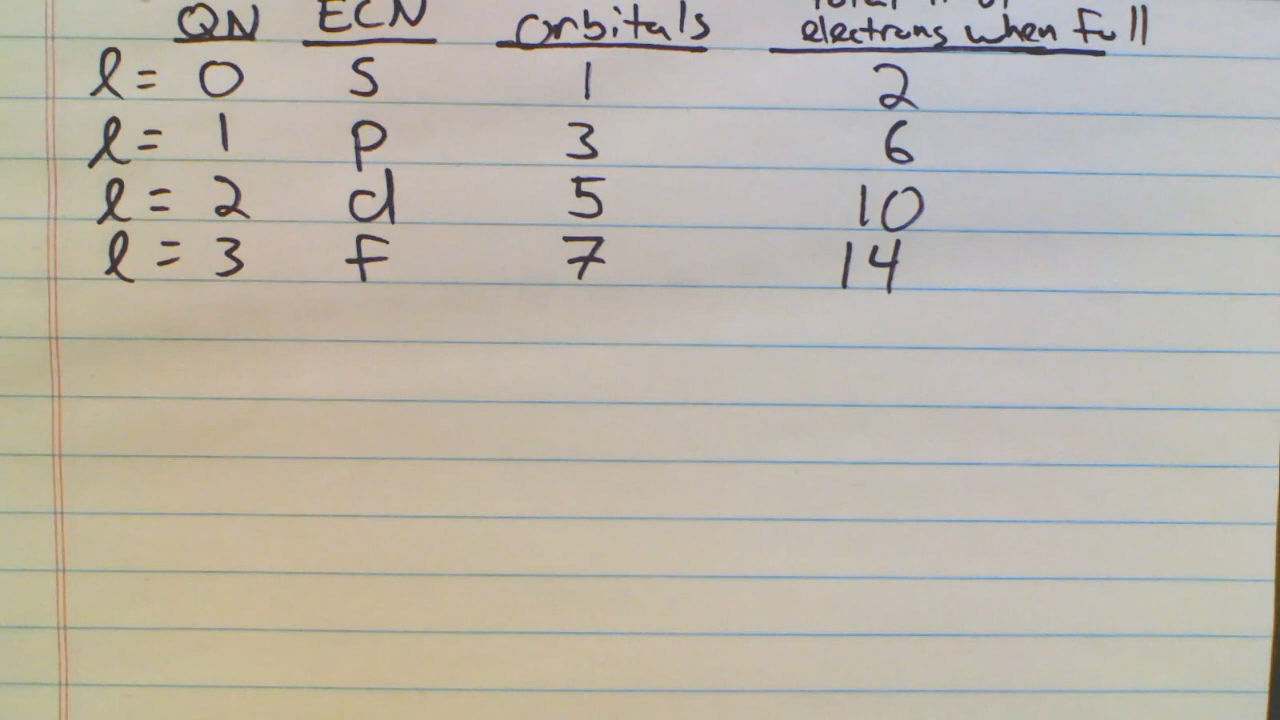 QN ECN orbitals electrons when full
l = 0 s 1 2
l = 1 p 3 6
l = 2 d 5 10
l = 3 f 7 14